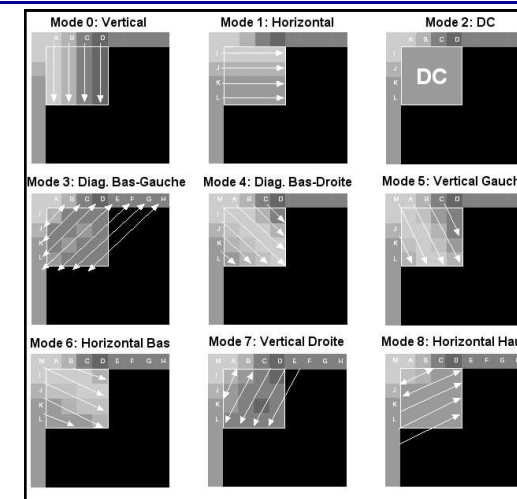 Mode 0: Vertical
Mode 1: Horizontal
Mode 2: DC
A B C D
I
J
K
L
A B C D
I
J
K
L
DC
Mode 3: Diag. Bas-Gauche
Mode 4: Diag. Bas-Droite
Mode 5: Vertical Gauch
A B C D E F G H
I
J
K
L
M A B C D
I
J
K
L
M A B C D
I
J
K
L
Mode 6: Horizontal Bas
Mode 7: Vertical Droite
Mode 8: Horizontal Hau
M A B C D E F G H
I
J
K
L
M A B C D E F G H
I
J
K
L
M A B C D E F G H
I
J
K
L